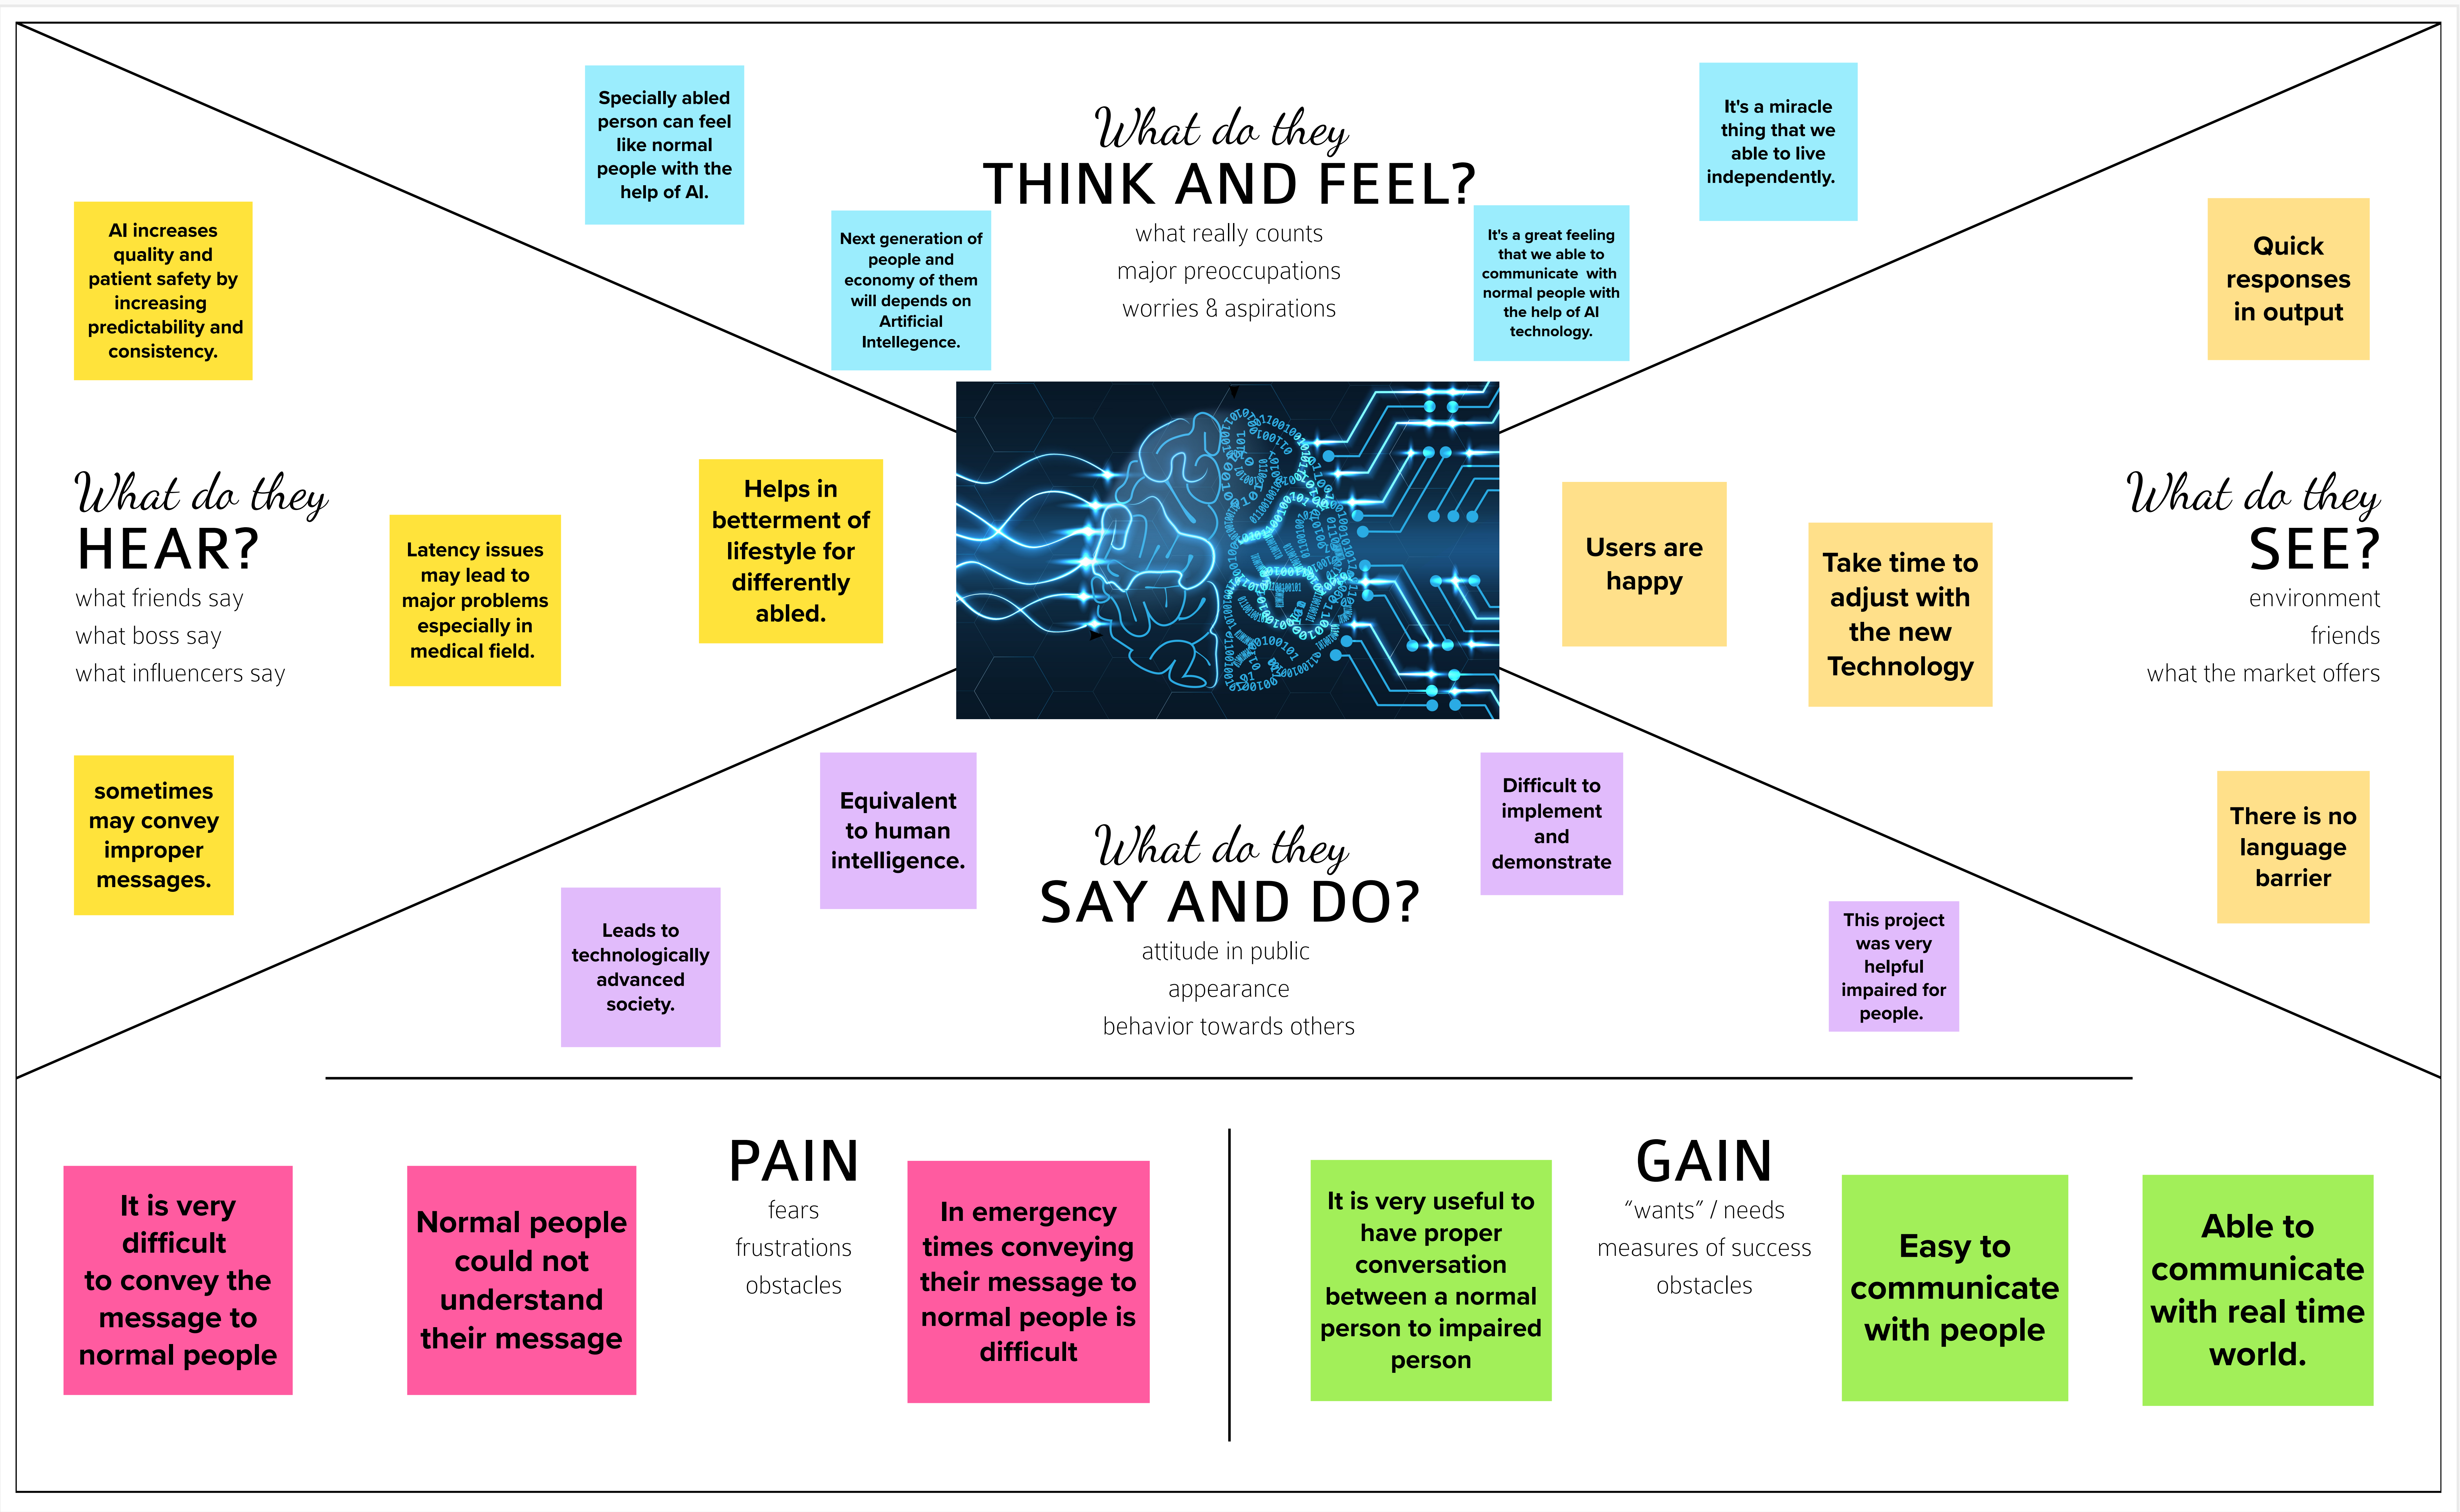 What do they
THINK AND FEEL?
what really counts
major preoccupations
worries & aspirations
Specially abled
person can feel
like normal
people with the
help of AI.
Next generation of
people and
economy of them
will depends on
Artificial
Intellegence.
It's a great feeling
that we able to
communicate with
normal people with
the help of AI
technology.
It's a miracle
thing that we
able to live
independently.
AI increases
quality and
patient safety by
increasing
predictability and
consistency.
What do they
HEAR?
what friends say
what boss say
what influencers say
Latency issues
may lead to
major problems
especially in
medical field.
Helps in
betterment of
lifestyle for
differently
abled.
sometimes
may convey
improper
messages.
Quick
responses
in output
Users are
happy
Take time to
adjust with
the new
Technology
What do they
SEE?
environment
friends
what the market offers
There is no
language
barrier
Equivalent
to human
intelligence.
Leads to
technologically
advanced
society.
What do they
SAY AND DO?
attitude in public
appearance
behavior towards others
Difficult to
implement
and
demonstrate
This project
was very
helpful
impaired for
people.
It is very
difficult
to convey the
message to
normal people
Normal people
could not
understand
their message
PAIN
fears
frustrations
obstacles
In emergency
times conveying
their message to
normal people is
difficult
It is very useful to
have proper
conversation
between a normal
person to impaired
person
GAIN
“wants” / needs
measures of success
obstacles
Easy to
communicate
with people
Able to
communicate
with real time
world.